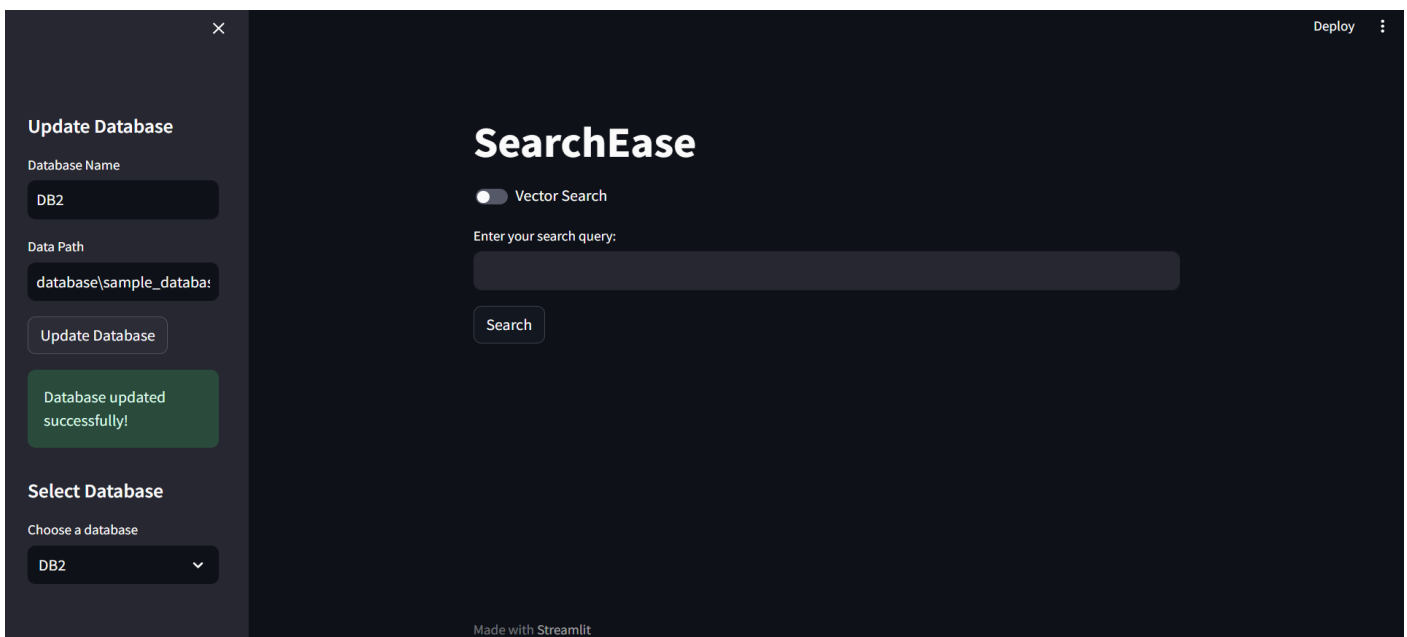 Deploy
Update Database
Database Name
DB2
Data Path
database\sample_databas
Update Database
Database updated
successfully!
Select Database
Choose a database
DB2
SearchEase
Vector Search
Enter your search query:
Search
Made with Streamlit